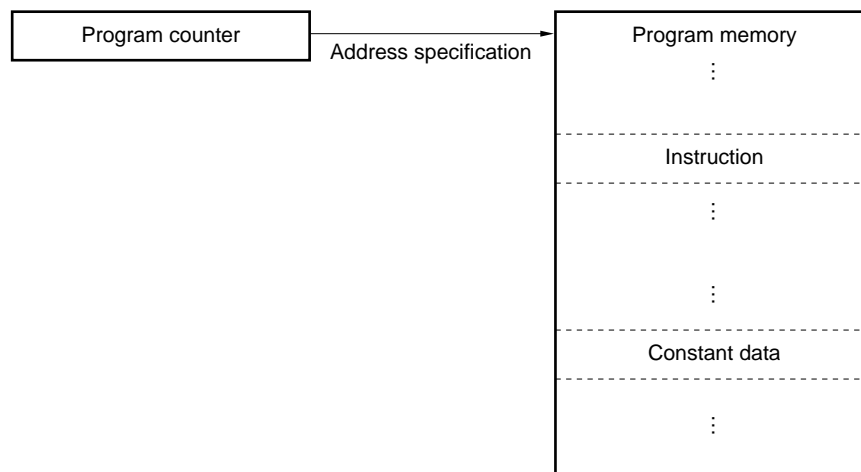 Program counter
Address specification
Program memory
⋮
Instruction
⋮
⋮
Constant data
⋮